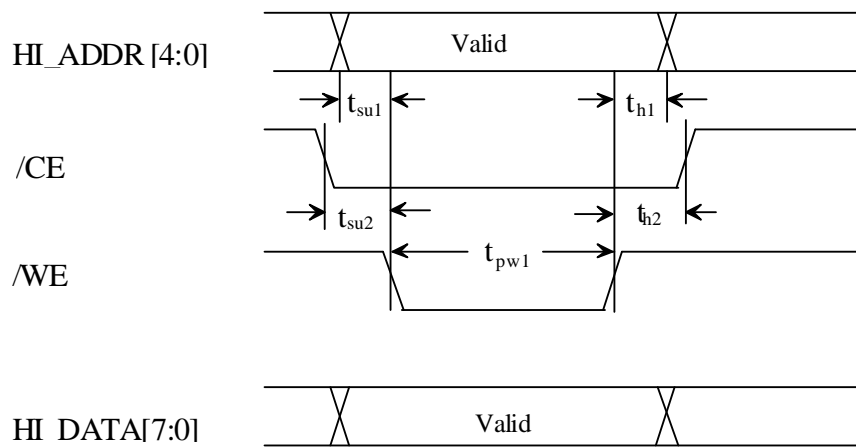 HI_ADDR [4:0]
Valid
tsu1
th1
/CE
tsu2
th2
/WE
tpw1
HI_DATA[7:0]
Valid